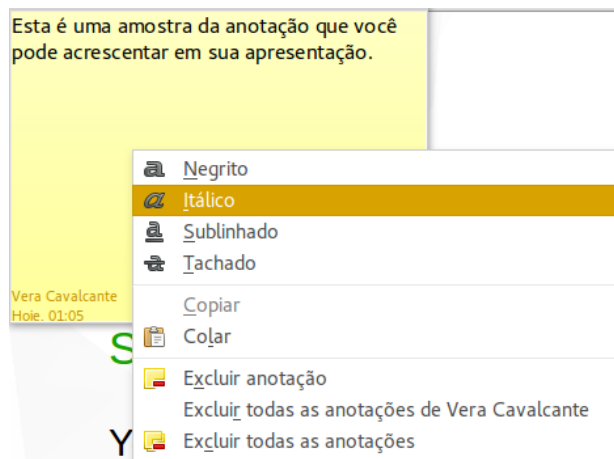 Esta é uma amostra da anotação que você
pode acrescentar em sua apresentação.
Negrito
Itálico
Sublinhado
Tachado
Vera Cavalcante
Hoje, 01:05
Copiar
Colar
S
Excluir anotação
Excluir todas as anotações de Vera Cavalcante
Y
Excluir todas as anotações